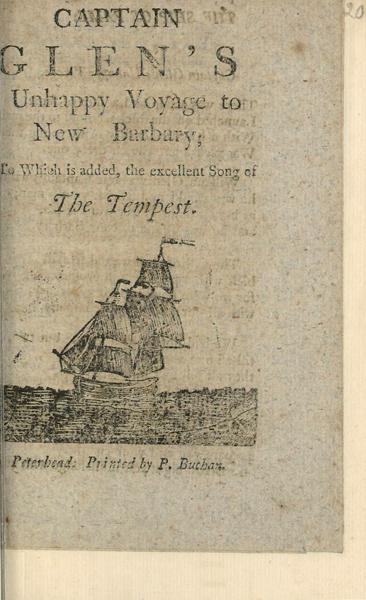 20
CAPTAIN
GLEN'S
Unhappy Voyage to
New Barbary;
To Which is added, the excellent Song of
The Tempest.
Peterhead: Printed by P. Buchan.